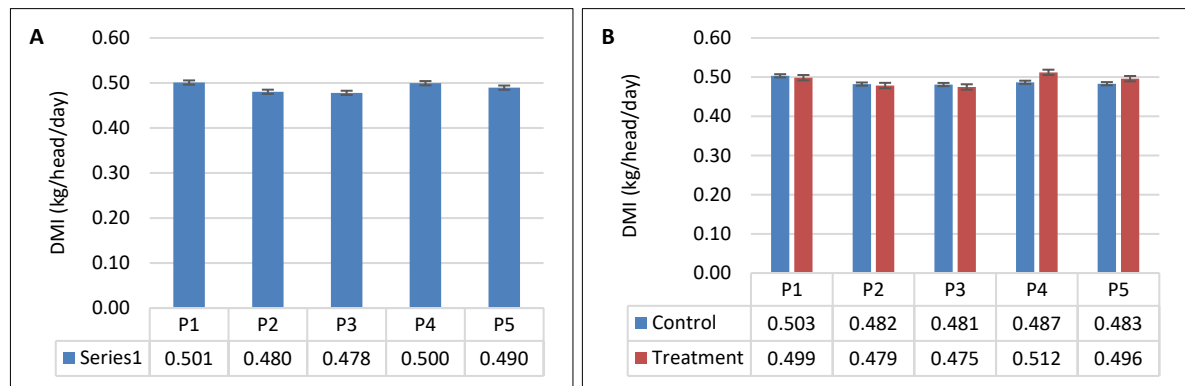 A
DMI (kg/head/day)
0.60
0.50
0.40
0.30
0.20
0.10
0.00
P1 P2 P3 P4 P5
Series1 0.501 0.480 0.478 0.500 0.490
B
DMI (kg/head/day)
0.60
0.50
0.40
0.30
0.20
0.10
0.00
P1 P2 P3 P4 P5
Control 0.503 0.482 0.481 0.487 0.483
Treatment 0.499 0.479 0.475 0.512 0.496